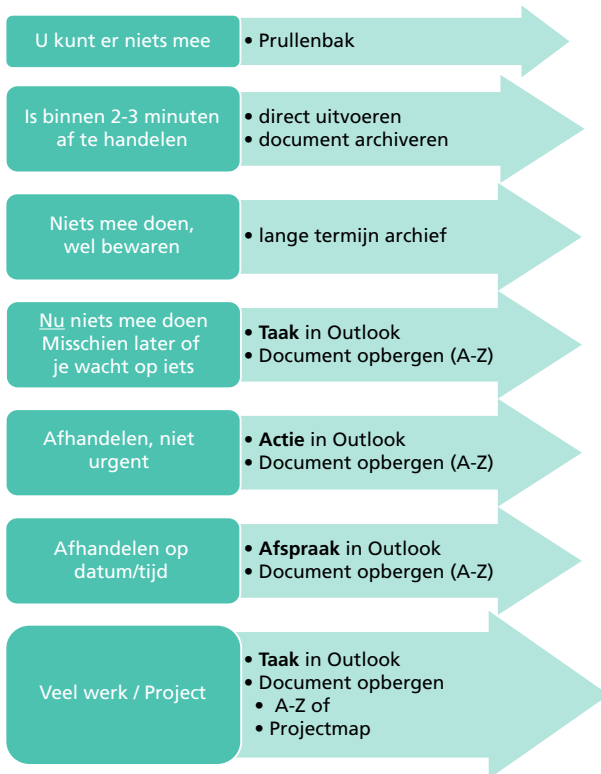 U kunt er niets mee
• Prullenbak
Is binnen 2-3 minuten
af te handelen
• direct uitvoeren
• document archiveren
Niets mee doen,
wel bewaren
• lange termijn archief
Nu niets mee doen
Misschien later of
je wacht op iets
• Taak in Outlook
• Document opbergen (A-Z)
Afhandelen, niet
urgent
• Actie in Outlook
• Document opbergen (A-Z)
Afhandelen op
datum/tijd
• Afspraak in Outlook
• Document opbergen (A-Z)
Veel werk / Project
• Taak in Outlook
• Document opbergen
• A-Z of
• Projectmap